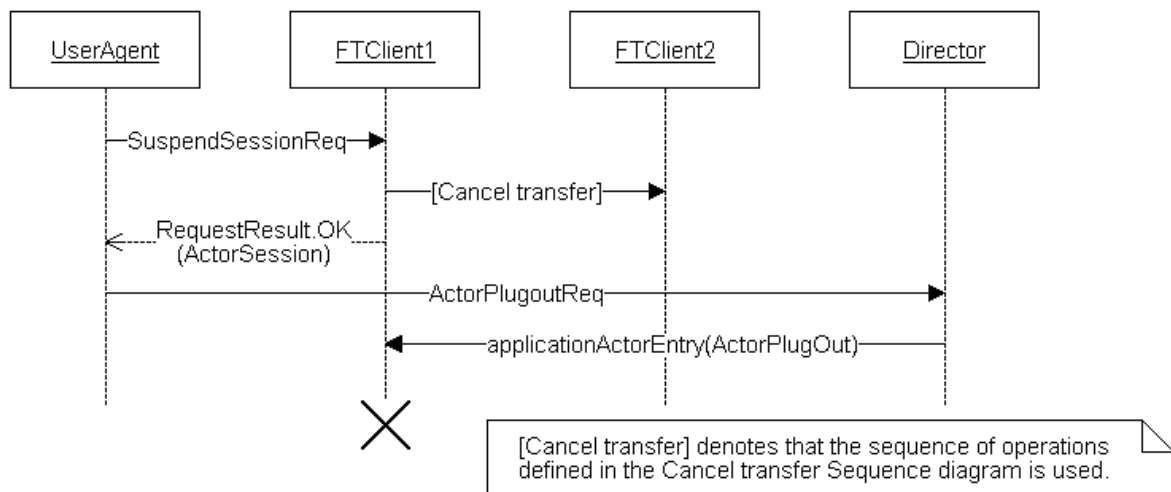 UserAgent
FTClient1
FTClient2
Director
SuspendSessionReq
[Cancel transfer]
RequestResult.OK
(ActorSession)
ActorPlugoutReq
applicationActorEntry(ActorPlugOut)
[Cancel transfer] denotes that the sequence of operations
defined in the Cancel transfer Sequence diagram is used.